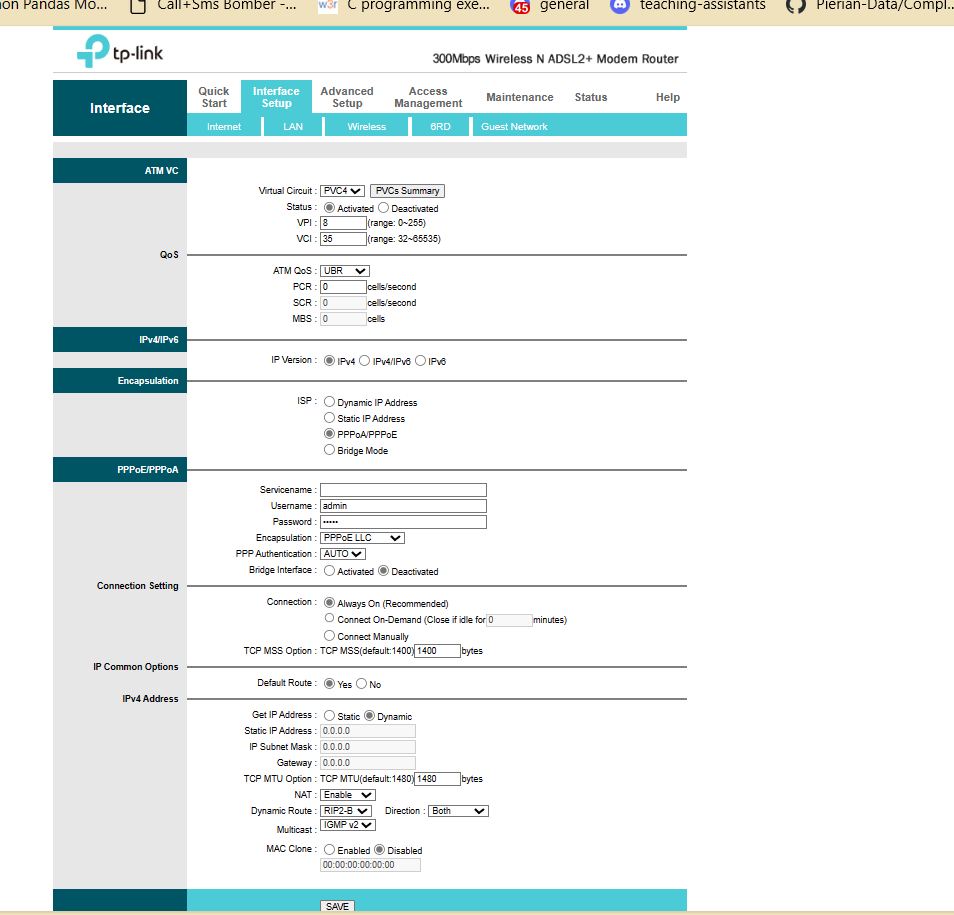 on Pandas Mo... Call+Sms Bomber -... w3r C programming exe... 45 general teaching-assistants Pierian-Data/Compl...
tp-link
300Mbps Wireless N ADSL2+ Modem Router
Interface
Quick Start Interface Setup Advanced Setup Access Management Maintenance Status Help
Internet LAN Wireless 6RD Guest Network
ATM VC
Virtual Circuit : PVC4 PVCs Summary
Status : Activated Deactivated
VPI : 8 (range: 0~255)
VCI : 35 (range: 32~65535)
QoS
ATM QoS : UBR
PCR : 0 cells/second
SCR : 0 cells/second
MBS : 0 cells
IPv4/IPv6
IP Version : IPv4 IPv4/IPv6 IPv6
Encapsulation
ISP : Dynamic IP Address
Static IP Address
PPPoA/PPPoE
Bridge Mode
PPPoE/PPPoA
Servicename :
Username : admin
Password : •••••
Encapsulation : PPPoE LLC
PPP Authentication : AUTO
Bridge Interface : Activated Deactivated
Connection Setting
Connection : Always On (Recommended)
Connect On-Demand (Close if idle for 0 minutes)
Connect Manually
TCP MSS Option : TCP MSS(default:1400) 1400 bytes
IP Common Options
Default Route : Yes No
IPv4 Address
Get IP Address : Static Dynamic
Static IP Address : 0.0.0.0
IP Subnet Mask : 0.0.0.0
Gateway : 0.0.0.0
TCP MTU Option : TCP MTU(default:1480) 1480 bytes
NAT : Enable
Dynamic Route : RIP2-B Direction : Both
Multicast : IGMP v2
MAC Clone : Enabled Disabled
00:00:00:00:00:00
SAVE